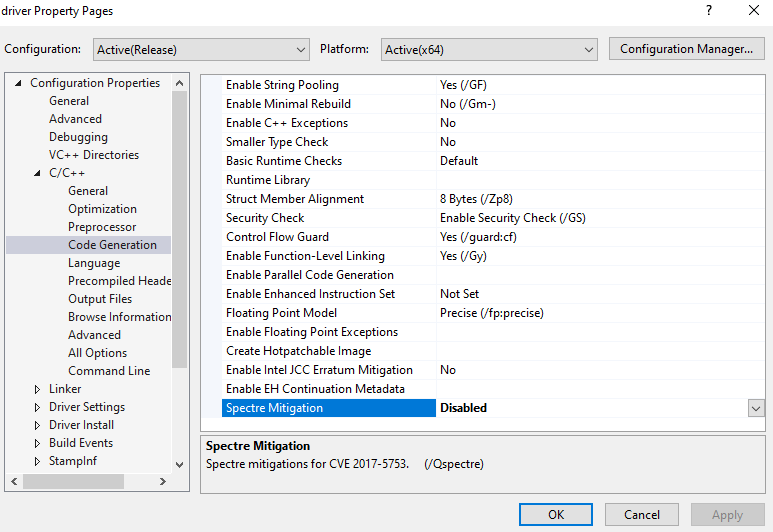 driver Property Pages
?
Configuration: Active(Release) Platform: Active(x64) Configuration Manager...
Configuration Properties
General
Advanced
Debugging
VC++ Directories
C/C++
General
Optimization
Preprocessor
Code Generation
Language
Precompiled Heade
Output Files
Browse Information
Advanced
All Options
Command Line
Linker
Driver Settings
Driver Install
Build Events
StampInf
Enable String Pooling Yes (/GF)
Enable Minimal Rebuild No (/Gm-)
Enable C++ Exceptions No
Smaller Type Check No
Basic Runtime Checks Default
Runtime Library
Struct Member Alignment 8 Bytes (/Zp8)
Security Check Enable Security Check (/GS)
Control Flow Guard Yes (/guard:cf)
Enable Function-Level Linking Yes (/Gy)
Enable Parallel Code Generation
Enable Enhanced Instruction Set Not Set
Floating Point Model Precise (/fp:precise)
Enable Floating Point Exceptions
Create Hotpatchable Image
Enable Intel JCC Erratum Mitigation No
Enable EH Continuation Metadata
Spectre Mitigation Disabled
Spectre Mitigation
Spectre mitigations for CVE 2017-5753. (/Qspectre)
OK Cancel Apply